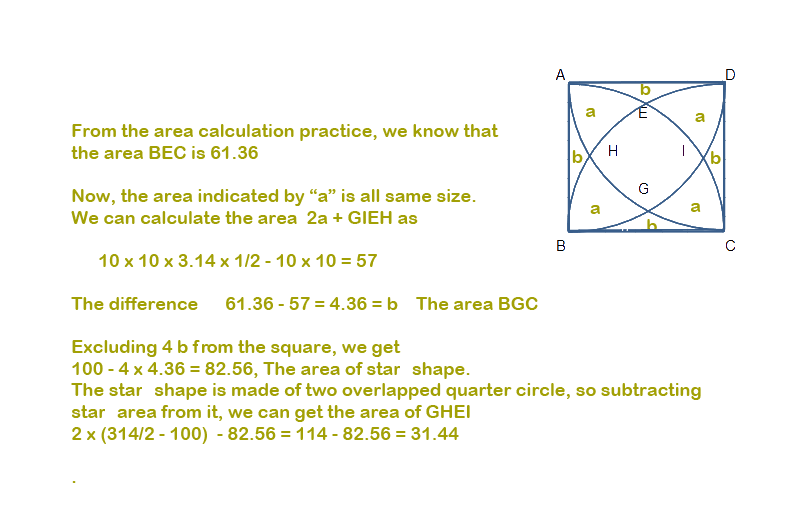 A
D
b
a
E
a
From the area calculation practice, we know that
the area BEC is 61.36
b
H
I
b
G
Now, the area indicated by “a” is all same size.
We can calculate the area 2a + GIEH as
a
a
b
B
C
10 x 10 x 3.14 x 1/2 - 10 x 10 = 57
The difference 61.36 - 57 = 4.36 = b The area BGC
Excluding 4 b from the square, we get
100 - 4 x 4.36 = 82.56, The area of star shape.
The star shape is made of two overlapped quarter circle, so subtracting
star area from it, we can get the area of GHEI
2 x (314/2 - 100) - 82.56 = 114 - 82.56 = 31.44
.